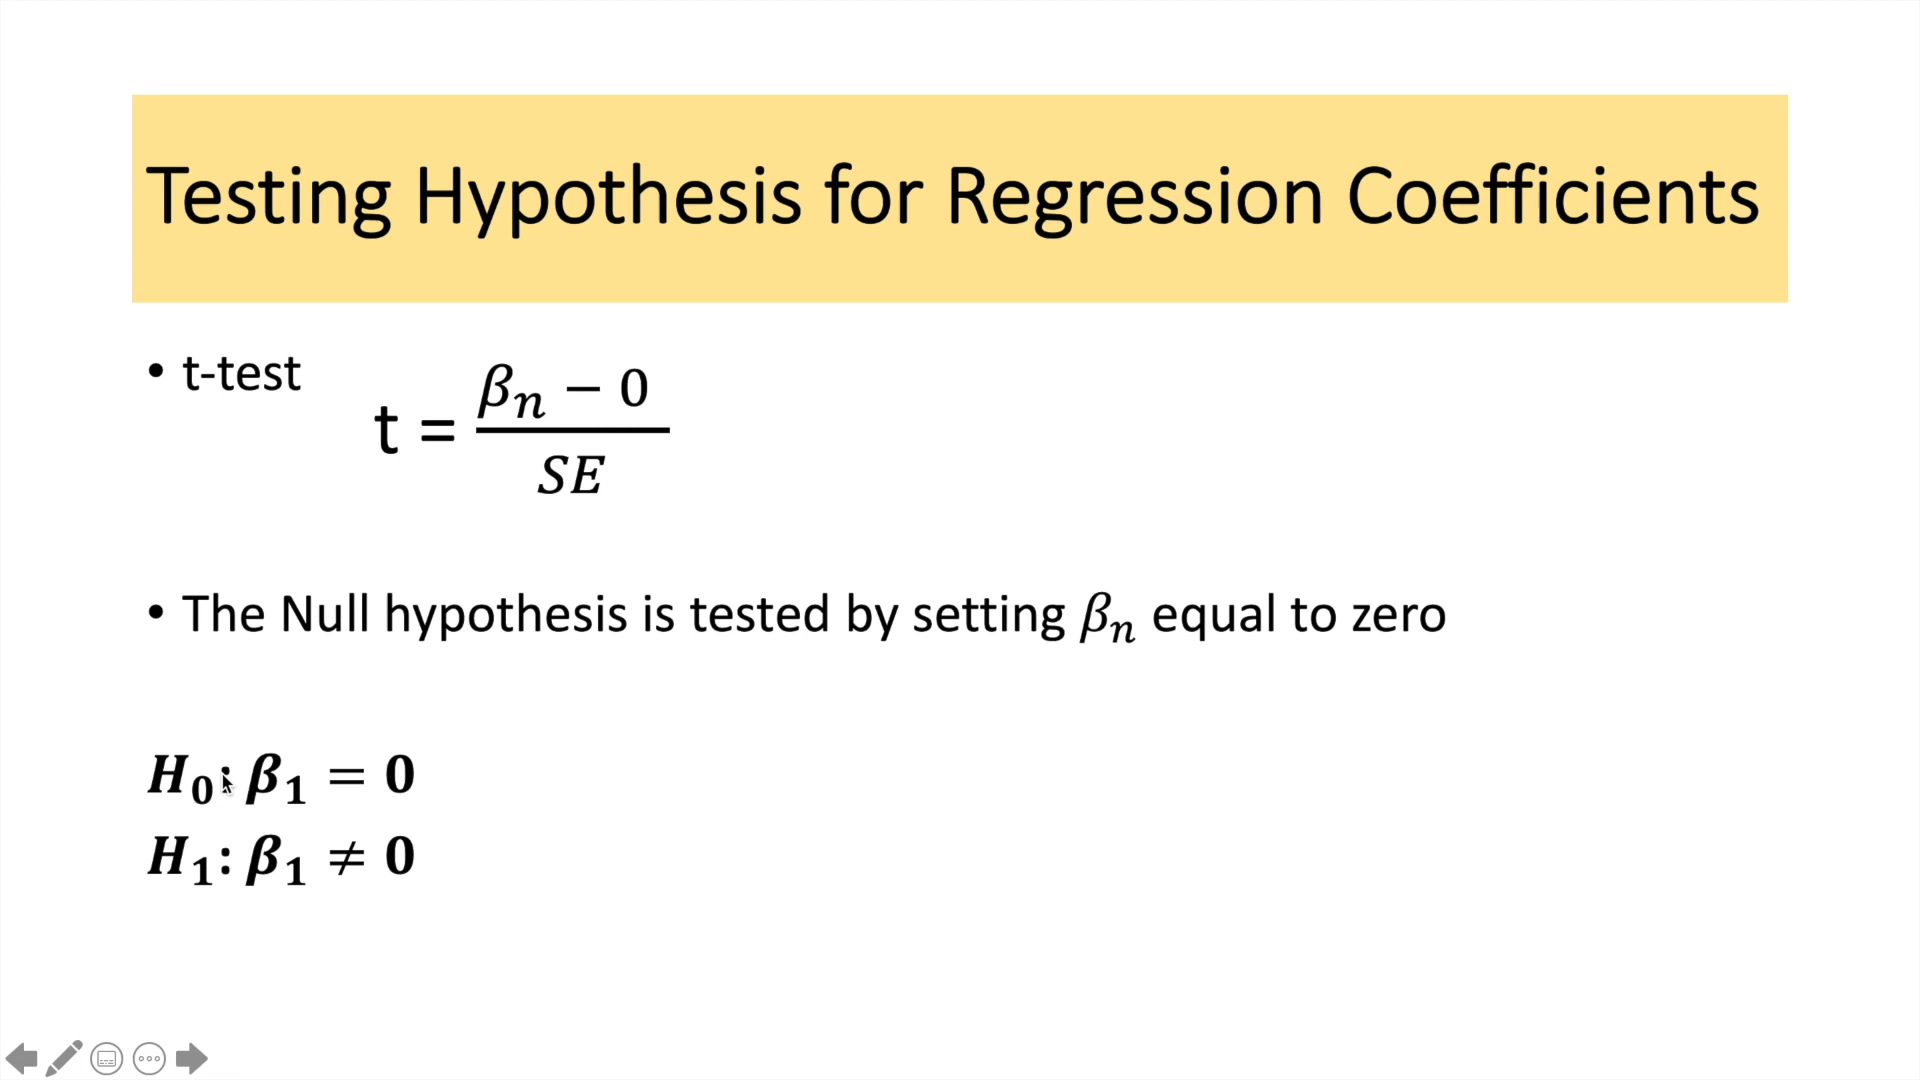 Testing Hypothesis for Regression Coefficients
• t-test
t = βₙ − 0 / SE
• The Null hypothesis is tested by setting βₙ equal to zero
H₀: β₁ = 0
H₁: β₁ ≠ 0